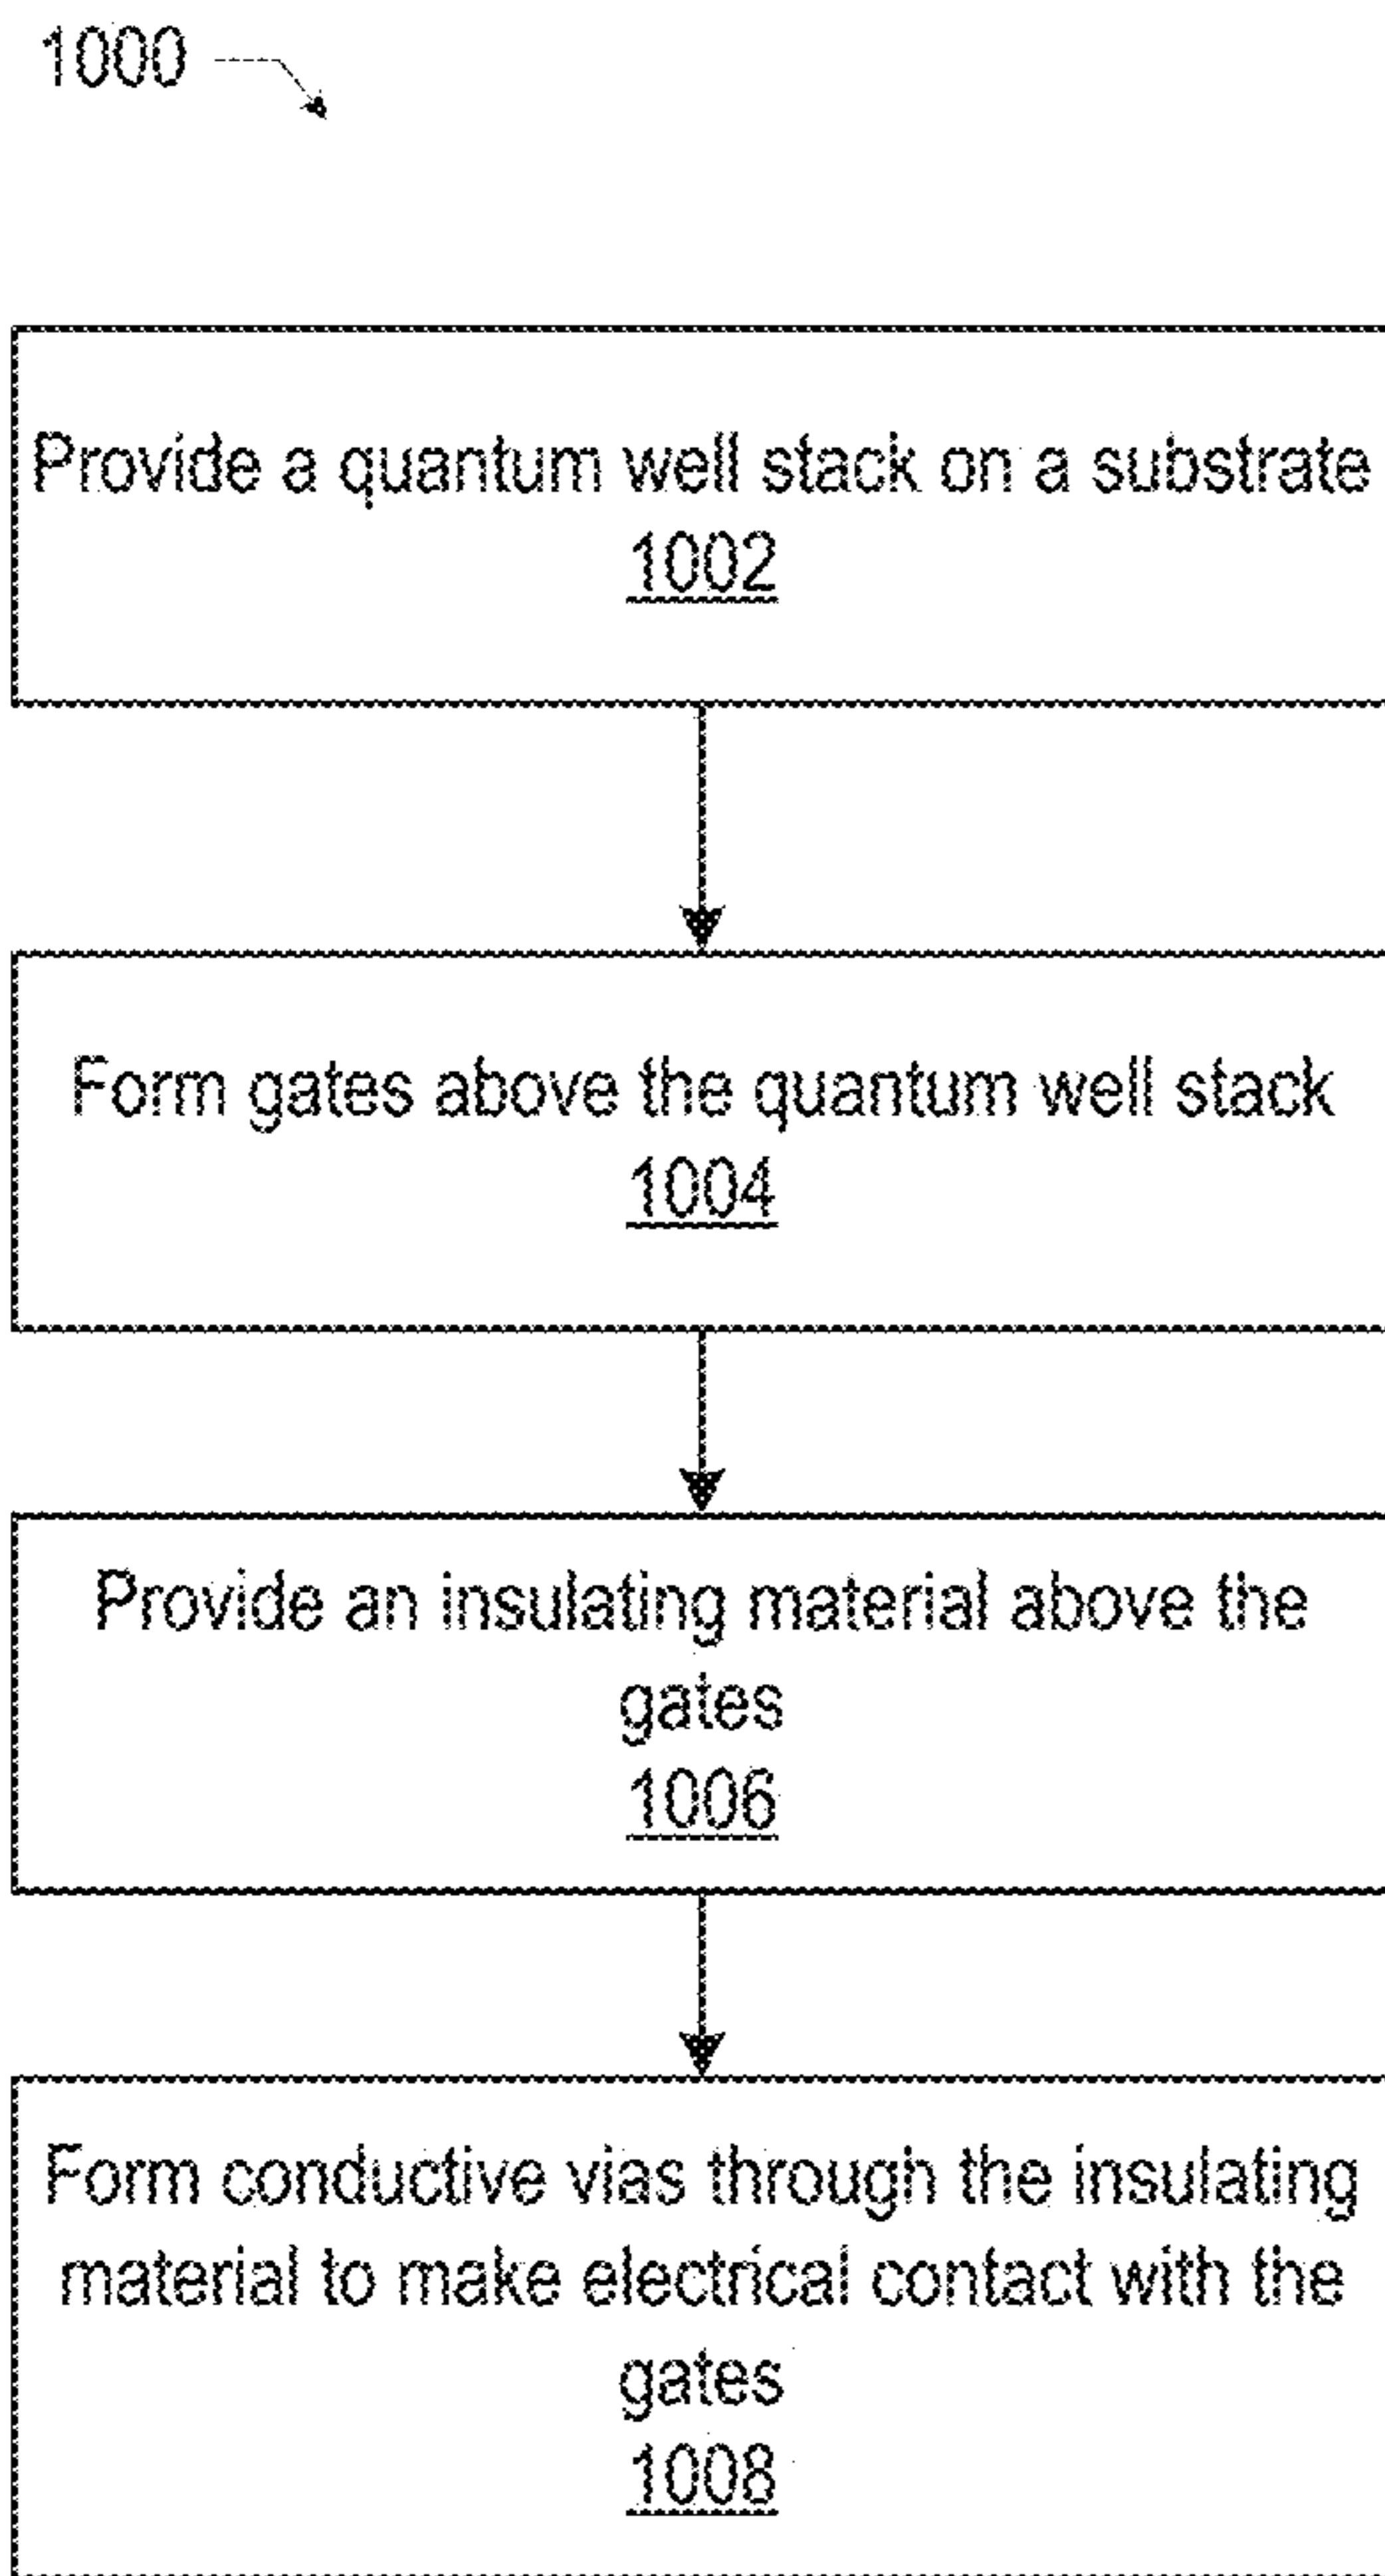 1000
Provide a quantum well stack on a substrate
1002
Form gates above the quantum well stack
1004
Provide an insulating material above the
gates
1006
Form conductive vias through the insulating
material to make electrical contact with the
gates
1008